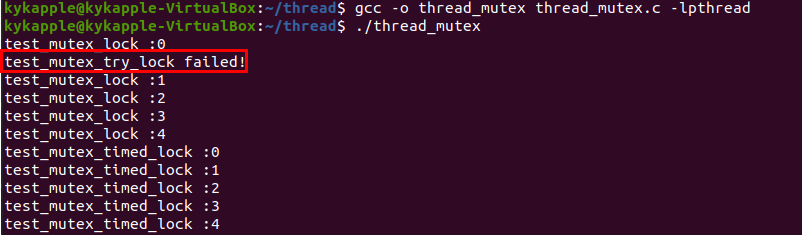 kykapple@kykapple-VirtualBox:~/thread$ gcc -o thread_mutex thread_mutex.c -lpthread
kykapple@kykapple-VirtualBox:~/thread$ ./thread_mutex
test_mutex_lock :0
test_mutex_try_lock failed!
test_mutex_lock :1
test_mutex_lock :2
test_mutex_lock :3
test_mutex_lock :4
test_mutex_timed_lock :0
test_mutex_timed_lock :1
test_mutex_timed_lock :2
test_mutex_timed_lock :3
test_mutex_timed_lock :4